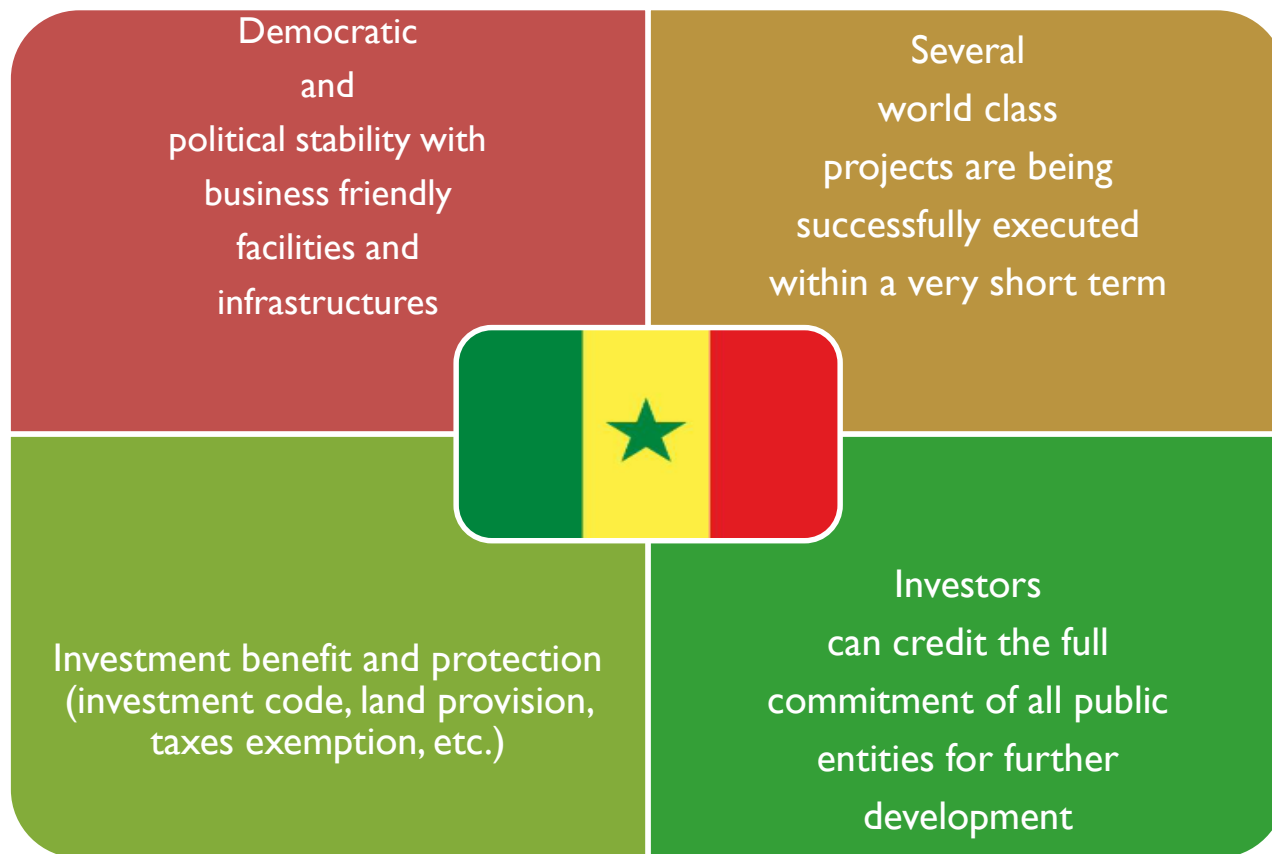 Democratic
and
political stability with
business friendly
facilities and
infrastructures
Several
world class
projects are being
successfully executed
within a very short term
Investment benefit and protection
(investment code, land provision,
taxes exemption, etc.)
Investors
can credit the full
commitment of all public
entities for further
development